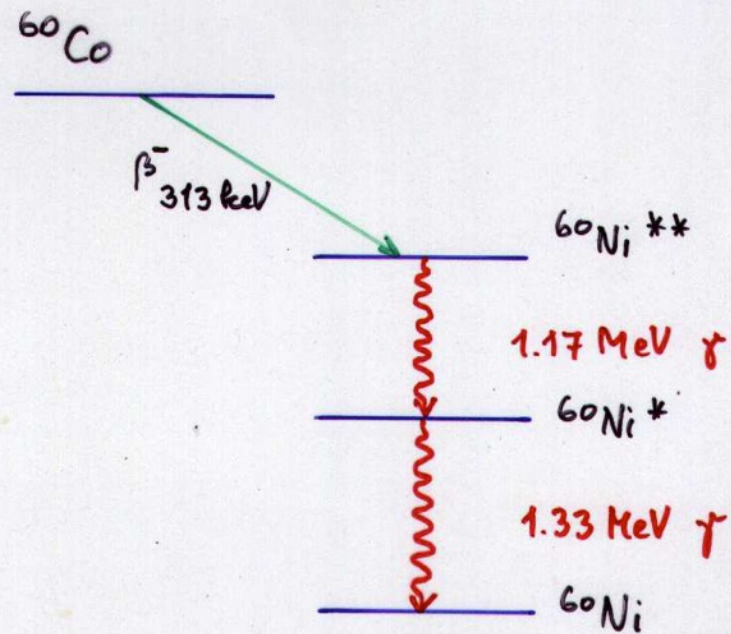 ⁶⁰Co
β⁻
313 keV
⁶⁰Ni **
1.17 MeV γ
⁶⁰Ni *
1.33 MeV γ
⁶⁰Ni